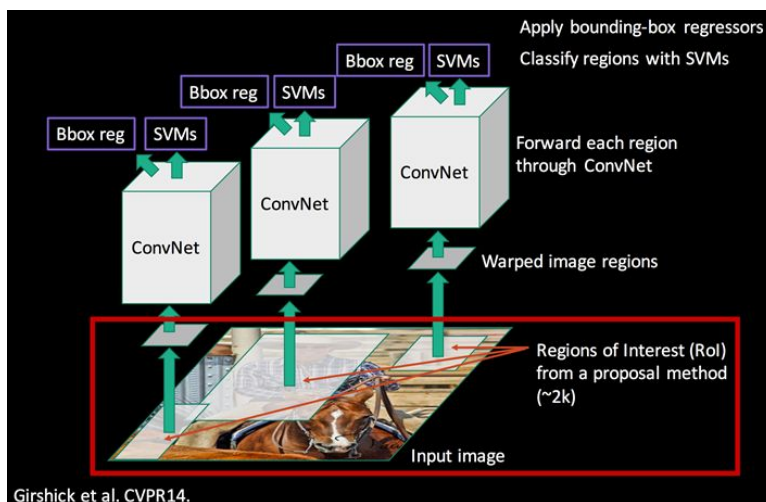 Apply bounding-box regressors
Bbox reg SVMs
Classify regions with SVMs
Bbox reg SVMs
Bbox reg SVMs
Forward each region
through ConvNet
ConvNet
ConvNet
ConvNet
Warped image regions
Regions of Interest (RoI)
from a proposal method
(~2k)
Input image
Girshick et al. CVPR14.